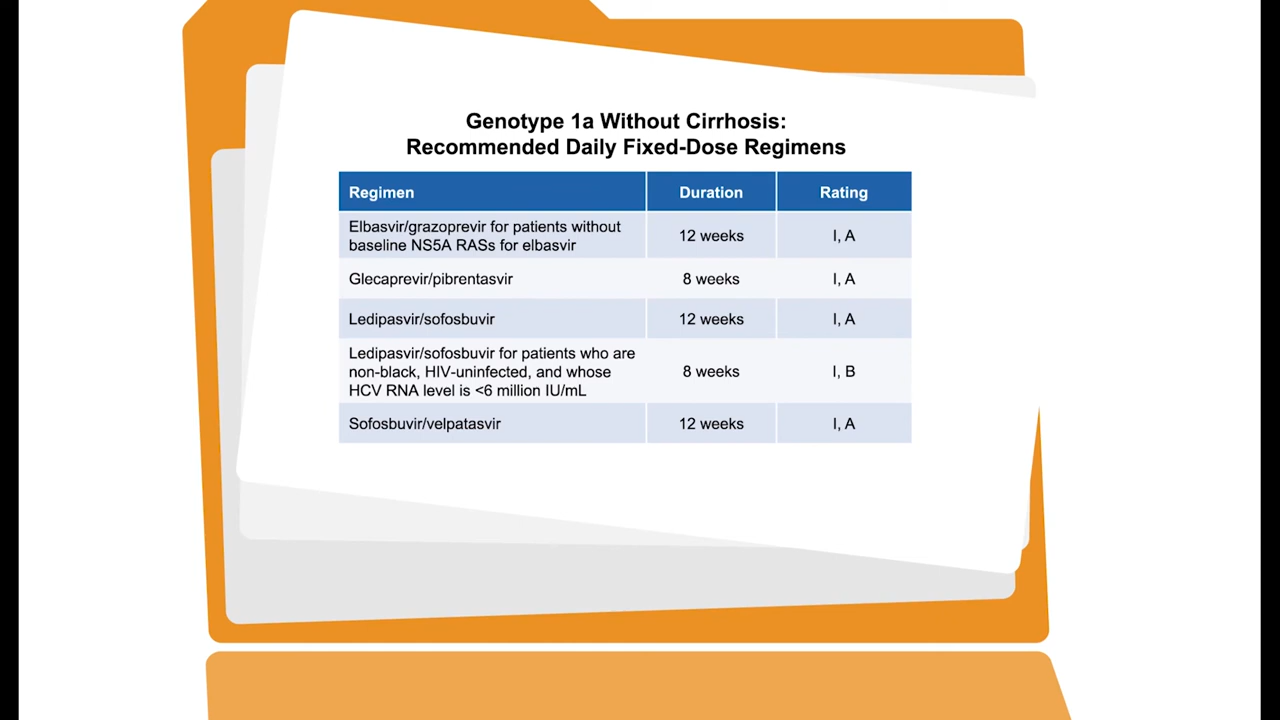 Genotype 1a Without Cirrhosis:
Recommended Daily Fixed-Dose Regimens
Regimen Duration Rating
Elbasvir/grazoprevir for patients without
baseline NS5A RASs for elbasvir
12 weeks I, A
Glecaprevir/pibrentasvir 8 weeks I, A
Ledipasvir/sofosbuvir 12 weeks I, A
Ledipasvir/sofosbuvir for patients who are
non-black, HIV-uninfected, and whose
HCV RNA level is <6 million IU/mL
8 weeks I, B
Sofosbuvir/velpatasvir 12 weeks I, A